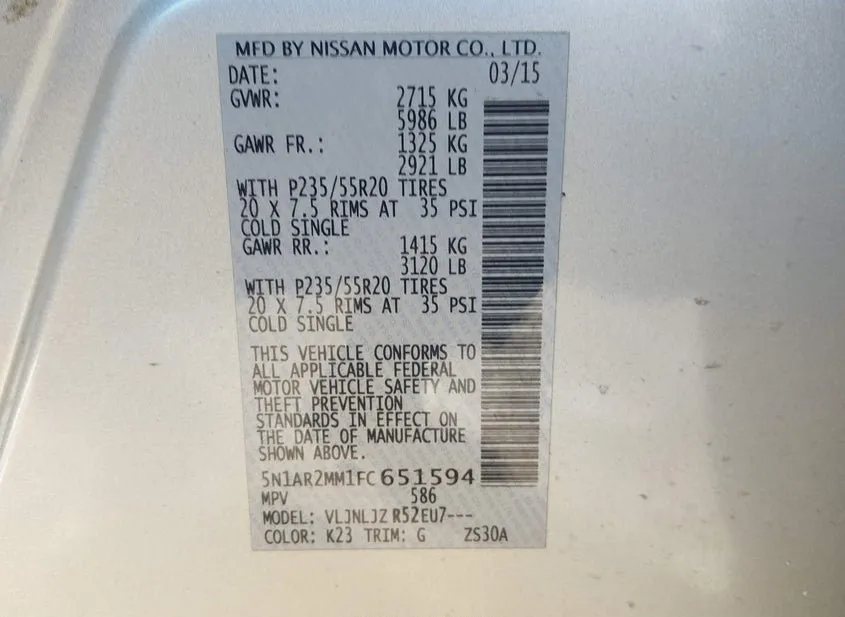 MFD BY NISSAN MOTOR CO., LTD.
DATE: 03/15
GVWR: 2715 KG
5986 LB
GAWR FR.: 1325 KG
2921 LB
WITH P235/55R20 TIRES
20 X 7.5 RIMS AT 35 PSI
COLD SINGLE
GAWR RR.: 1415 KG
3120 LB
WITH P235/55R20 TIRES
20 X 7.5 RIMS AT 35 PSI
COLD SINGLE
THIS VEHICLE CONFORMS TO
ALL APPLICABLE FEDERAL
MOTOR VEHICLE SAFETY AND
THEFT PREVENTION
STANDARDS IN EFFECT ON
THE DATE OF MANUFACTURE
SHOWN ABOVE.
5N1AR2MM1FC651594
MPV 586
MODEL: VLJNLJZ R52EU7---
COLOR: K23 TRIM: G ZS30A